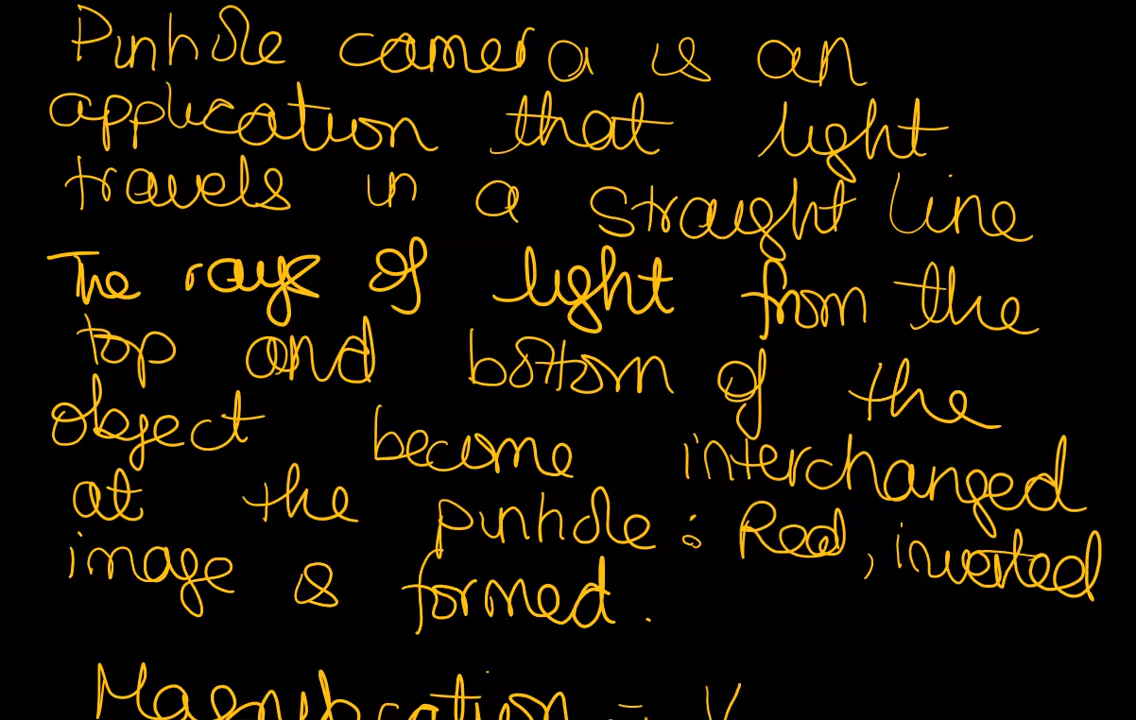 Pinhole camera is an
application that light
travels in a straight line
The rays of light from the
top and bottom of the
object become interchanged
at the pinhole : Real, inverted
image is formed.
Magnification =